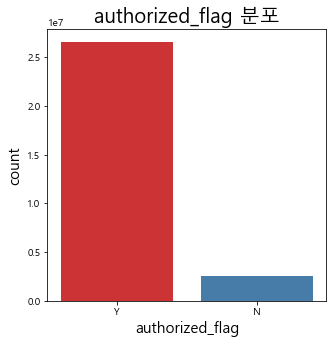 authorized_flag 분포
1e7
2.5
2.0
1.5
1.0
0.5
0.0
count
Y N
authorized_flag